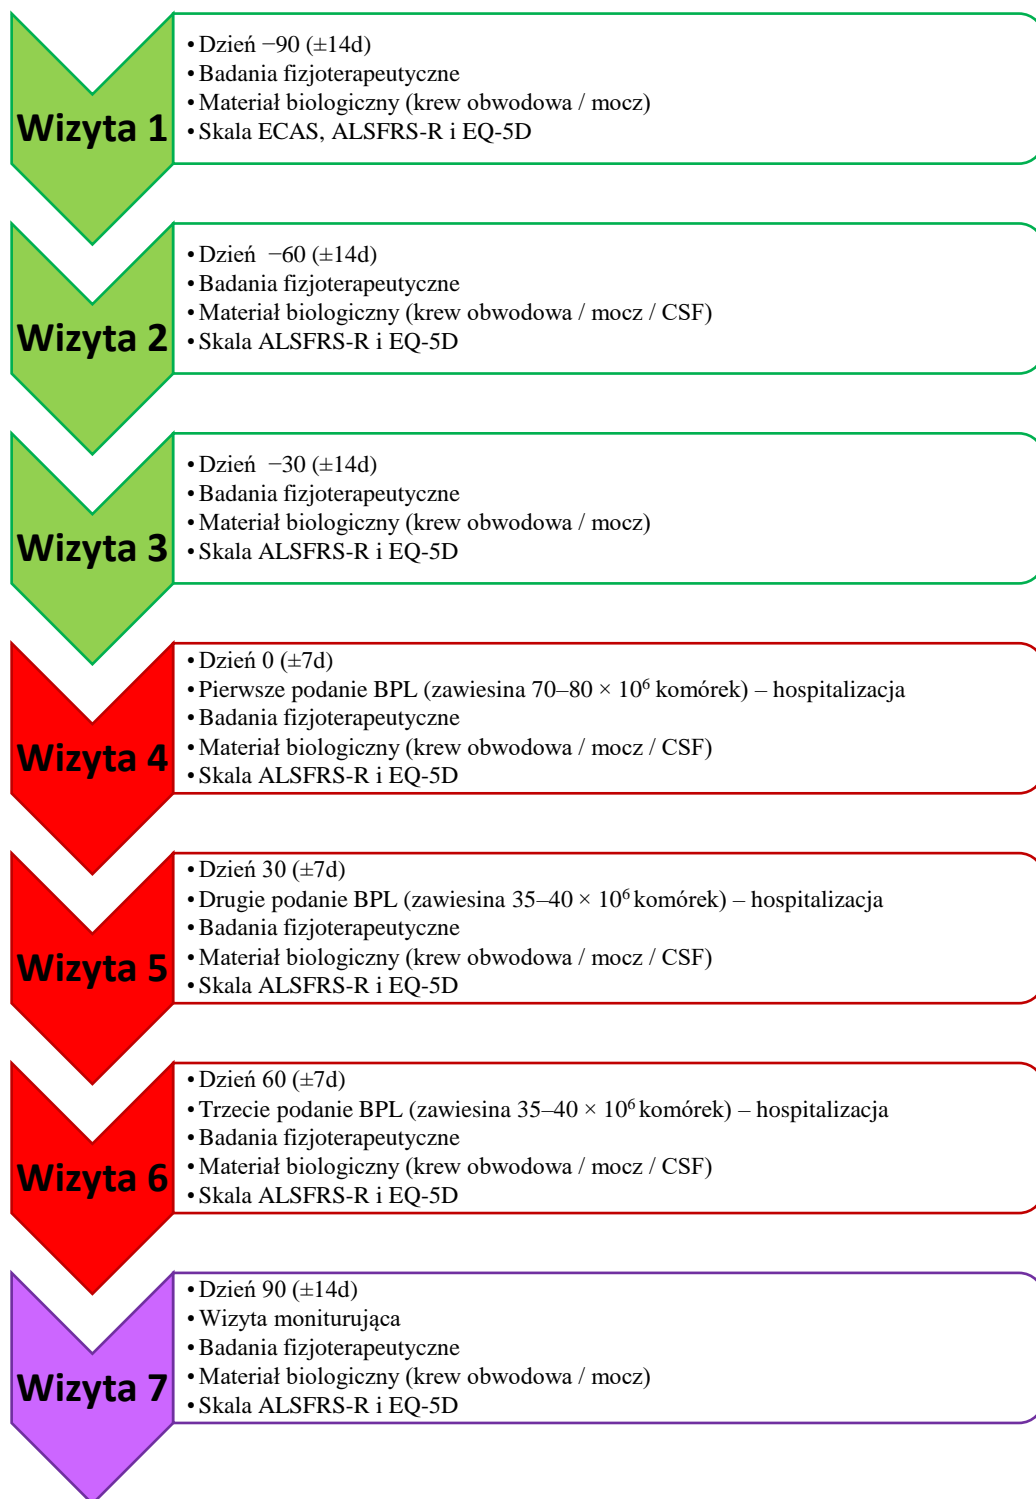 Wizyta 1
• Dzień −90 (±14d)
• Badania fizjoterapeutyczne
• Materiał biologiczny (krew obwodowa / mocz)
• Skala ECAS, ALSFRS-R i EQ-5D
Wizyta 2
• Dzień −60 (±14d)
• Badania fizjoterapeutyczne
• Materiał biologiczny (krew obwodowa / mocz / CSF)
• Skala ALSFRS-R i EQ-5D
Wizyta 3
• Dzień −30 (±14d)
• Badania fizjoterapeutyczne
• Materiał biologiczny (krew obwodowa / mocz)
• Skala ALSFRS-R i EQ-5D
Wizyta 4
• Dzień 0 (±7d)
• Pierwsze podanie BPL (zawiesina 70–80 × 10⁶ komórek) – hospitalizacja
• Badania fizjoterapeutyczne
• Materiał biologiczny (krew obwodowa / mocz / CSF)
• Skala ALSFRS-R i EQ-5D
Wizyta 5
• Dzień 30 (±7d)
• Drugie podanie BPL (zawiesina 35–40 × 10⁶ komórek) – hospitalizacja
• Badania fizjoterapeutyczne
• Materiał biologiczny (krew obwodowa / mocz / CSF)
• Skala ALSFRS-R i EQ-5D
Wizyta 6
• Dzień 60 (±7d)
• Trzecie podanie BPL (zawiesina 35–40 × 10⁶ komórek) – hospitalizacja
• Badania fizjoterapeutyczne
• Materiał biologiczny (krew obwodowa / mocz / CSF)
• Skala ALSFRS-R i EQ-5D
Wizyta 7
• Dzień 90 (±14d)
• Wizyta moniturująca
• Badania fizjoterapeutyczne
• Materiał biologiczny (krew obwodowa / mocz)
• Skala ALSFRS-R i EQ-5D